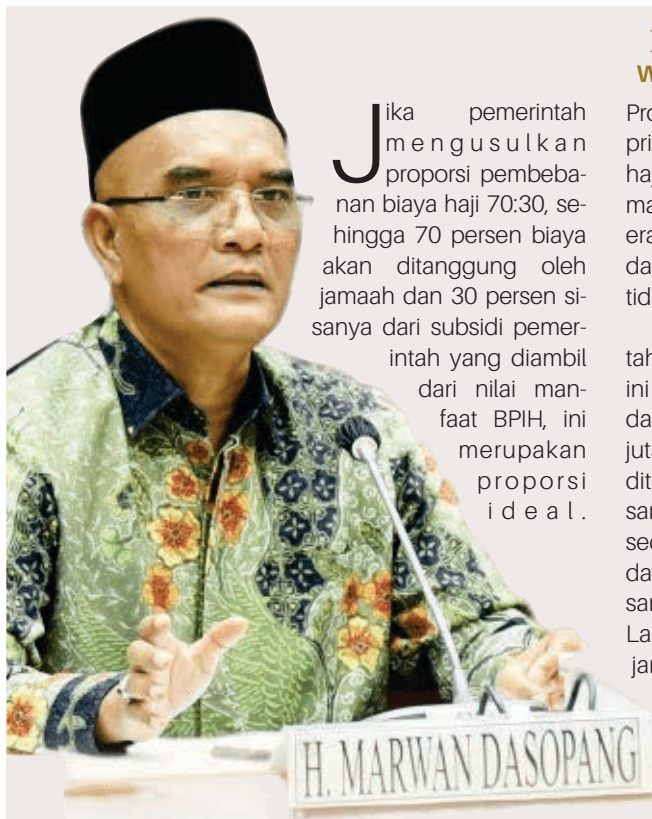 Jika pemerintah
mengusulkan
proporsi pembeba-
nan biaya haji 70:30, se-
hingga 70 persen biaya
akan ditanggung oleh
jamaah dan 30 persen si-
sanya dari subsidi pemer-
intah yang diambil
dari nilai man-
faat BPIH, ini
merupakan
proporsi
ideal.
W
Pro
pri
haj
ma
era
da
tid
tah
ini
da
juta
dit
sar
sec
da
sar
La
jar
H. MARWAN DASOPANG